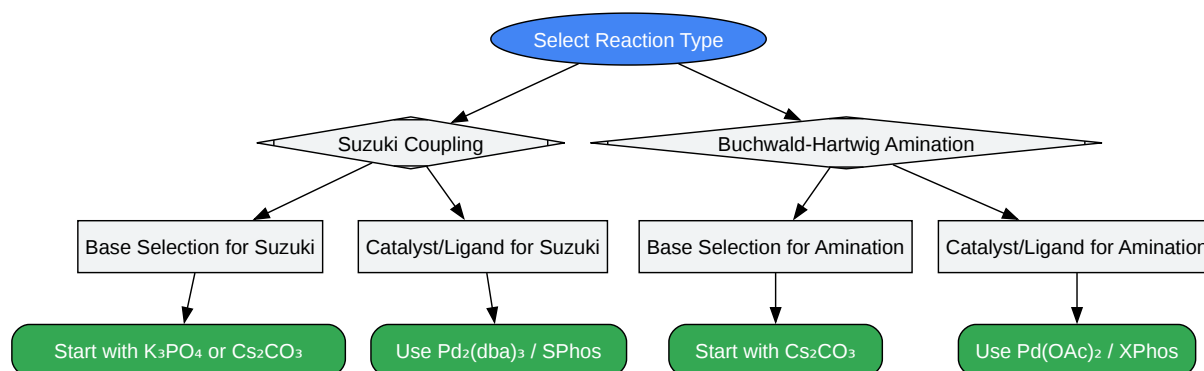 Select Reaction Type
Suzuki Coupling
Buchwald-Hartwig Amination
Base Selection for Suzuki
Catalyst/Ligand for Suzuki
Base Selection for Amination
Catalyst/Ligand for Amination
Start with K₃PO₄ or Cs₂CO₃
Use Pd₂(dba)₃ / SPhos
Start with Cs₂CO₃
Use Pd(OAc)₂ / XPhos